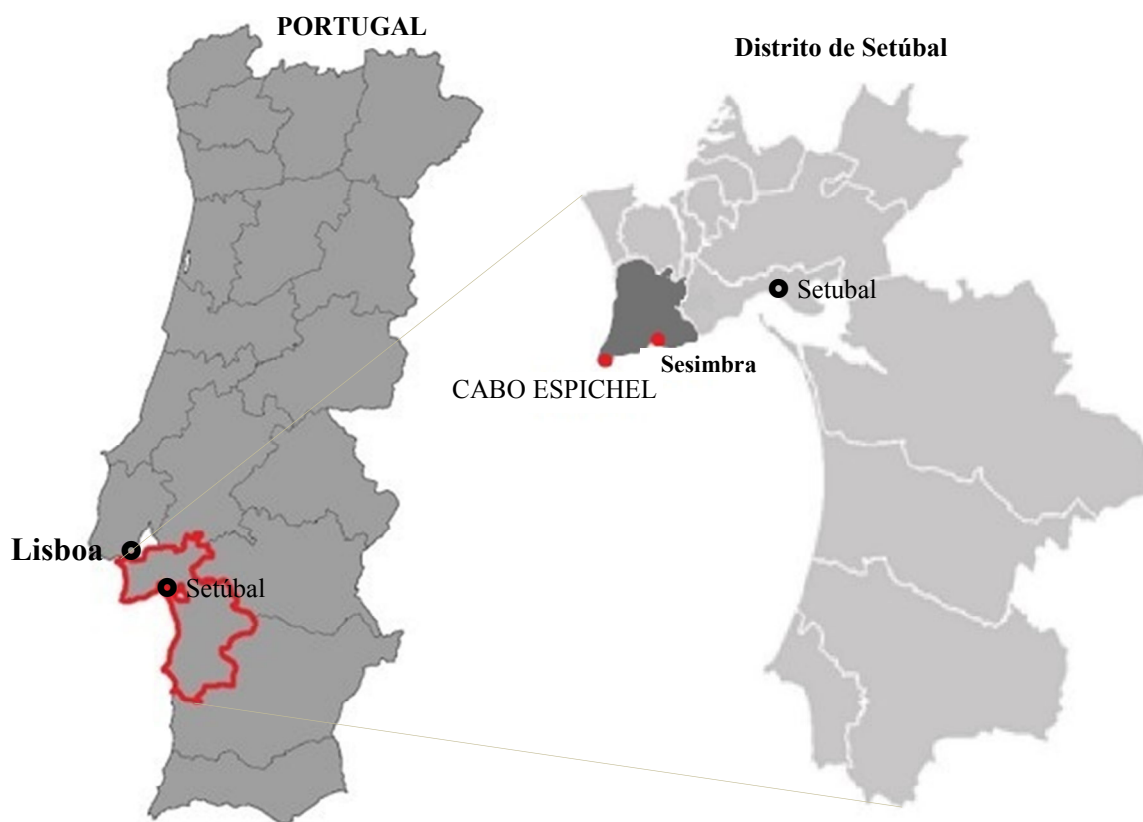 PORTUGAL
Distrito de Setúbal
Setubal
Sesimbra
CABO ESPICHEL
Lisboa
Setúbal